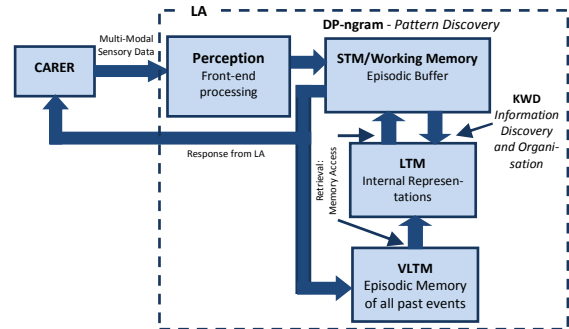 LA
DP-ngram - Pattern Discovery
Multi-Modal
Sensory Data
CARER
Perception
Front-end
processing
STM/Working Memory
Episodic Buffer
KWD
Information
Discovery
and Organi-
sation
Response from LA
Retrieval:
Memory Access
LTM
Internal Represen-
tations
VLTM
Episodic Memory
of all past events